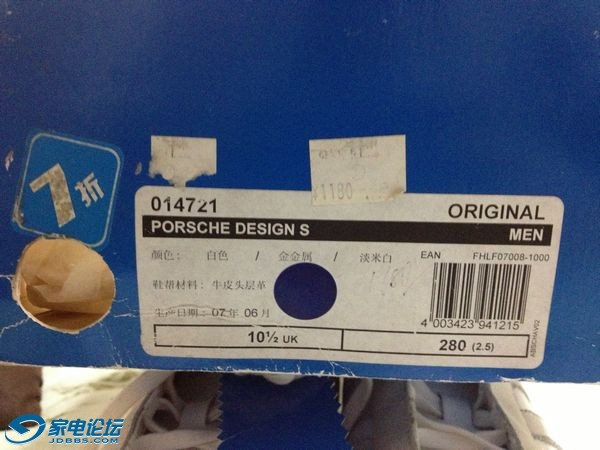 7折
¥1180
014721 ORIGINAL
PORSCHE DESIGN S MEN
颜色: 白色 / 金金属 / 淡米白
EAN FHLF07008-1000
鞋帮材料: 牛皮头层革
生产日期: 07年 06月
4 003423 941215
ABISCHAV02
10½ UK 280 (2.5)
家电论坛
JDBBS.COM